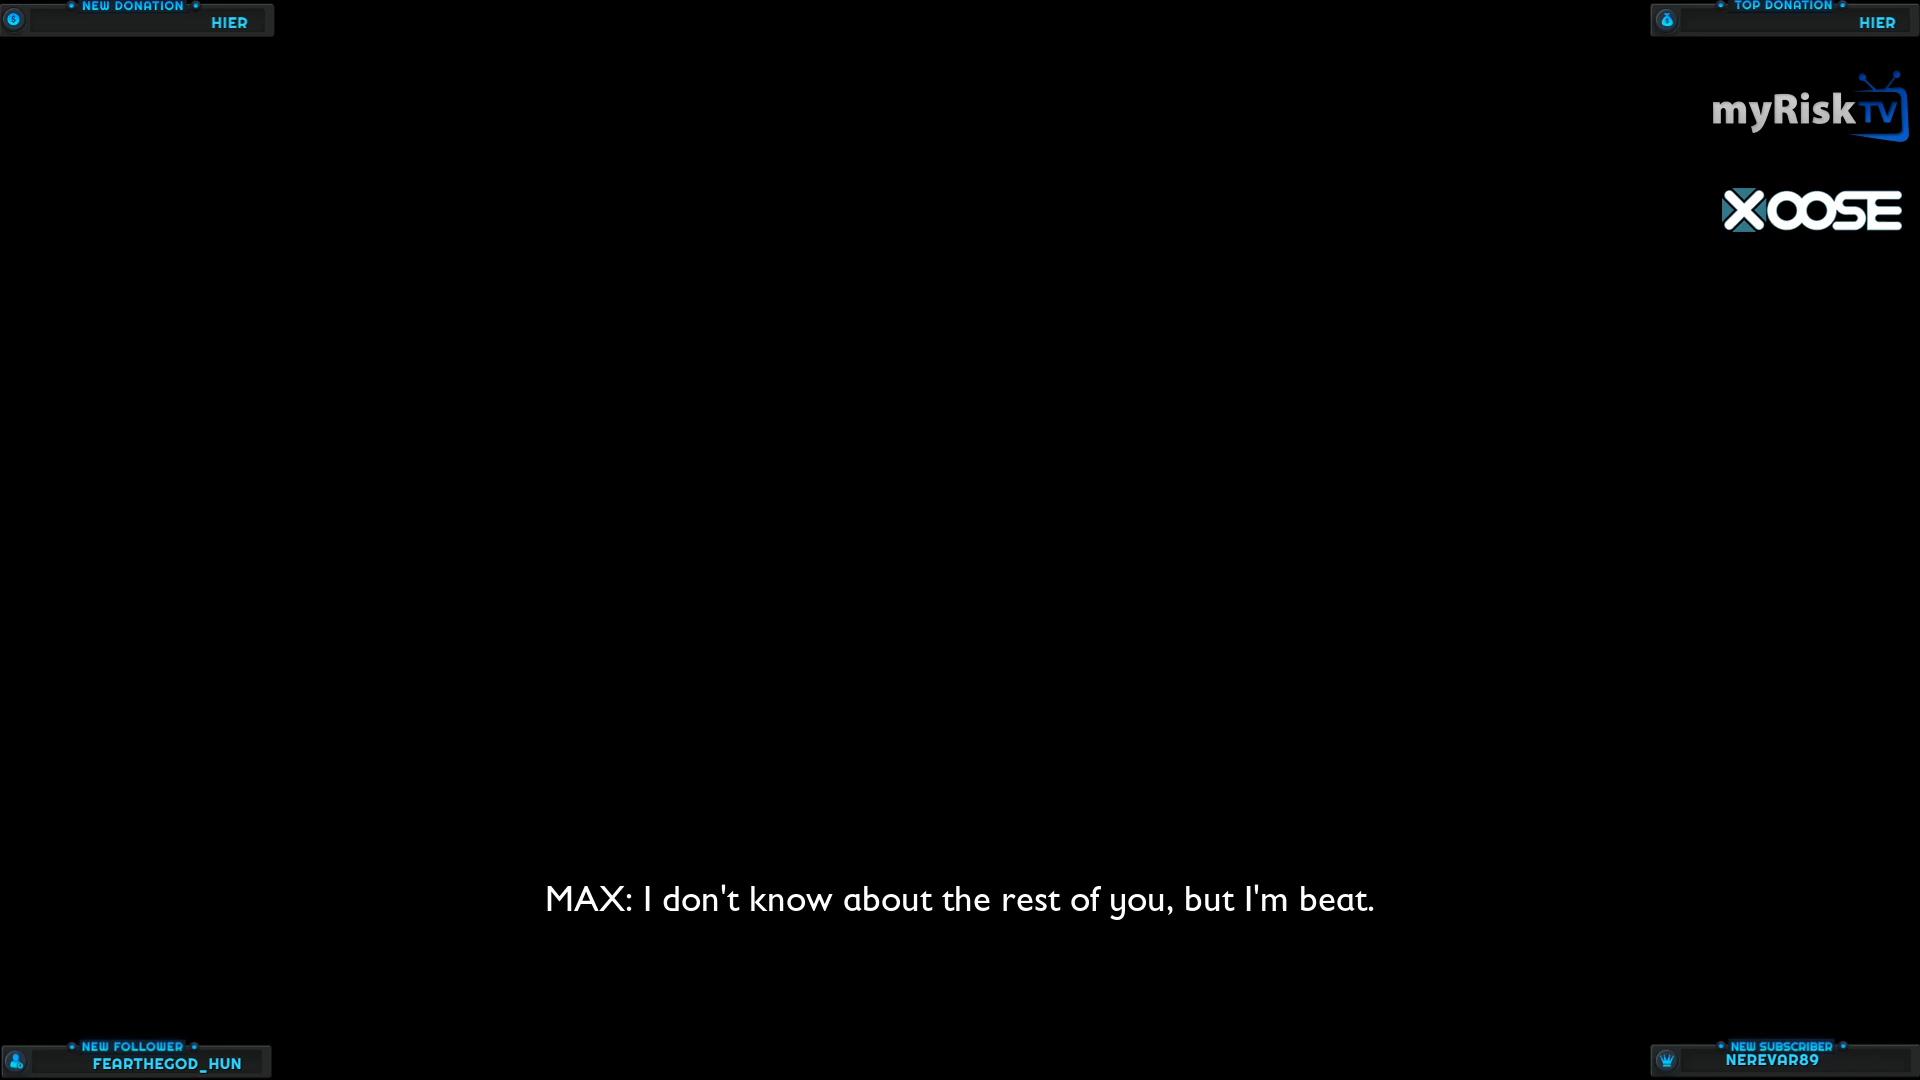 NEW DONATION
HIER
TOP DONATION
HIER
myRisk TV
XOOSE
MAX: I don't know about the rest of you, but I'm beat.
NEW FOLLOWER
FEARTHEGOD_HUN
NEW SUBSCRIBER
NEREVAR89